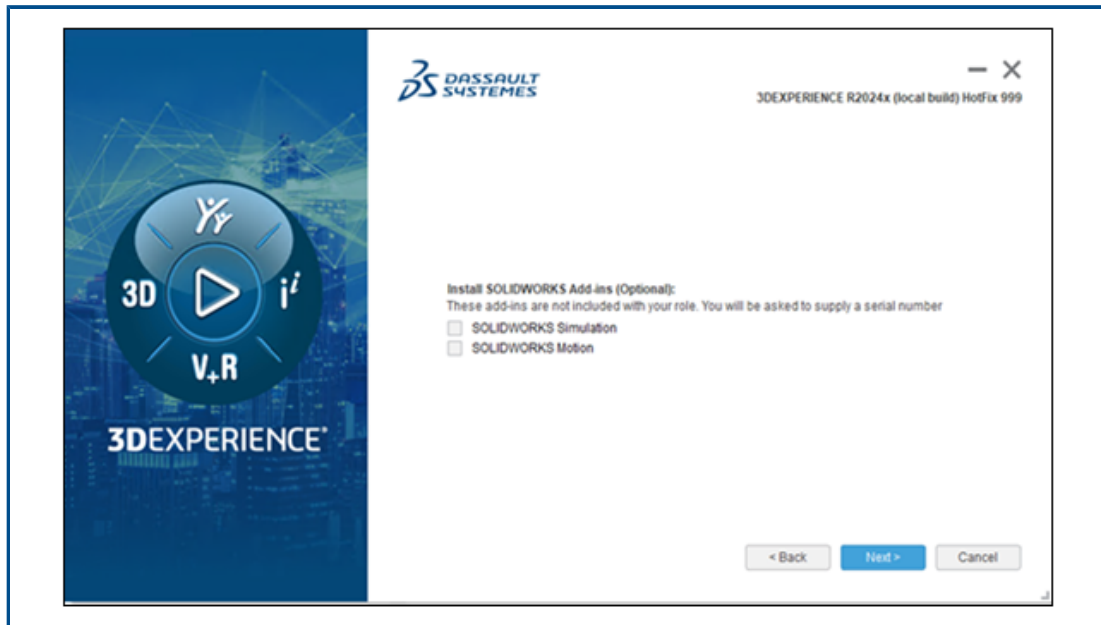 DASSAULT
SYSTEMES
3DEXPERIENCE R2024x (local build) HotFix 999
3D
i i
V+R
3DEXPERIENCE
Install SOLIDWORKS Add-ins (Optional):
These add-ins are not included with your role. You will be asked to supply a serial number
SOLIDWORKS Simulation
SOLIDWORKS Motion
< Back
Next >
Cancel